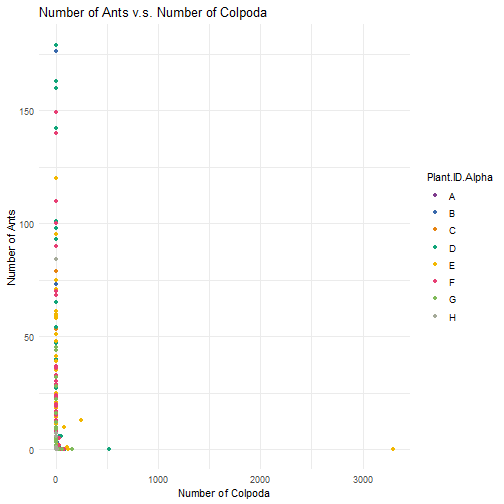 Number of Ants v.s. Number of Colpoda
150
100
50
0
Number of Ants
0 1000 2000 3000
Number of Colpoda
Plant.ID.Alpha
A
B
C
D
E
F
G
H